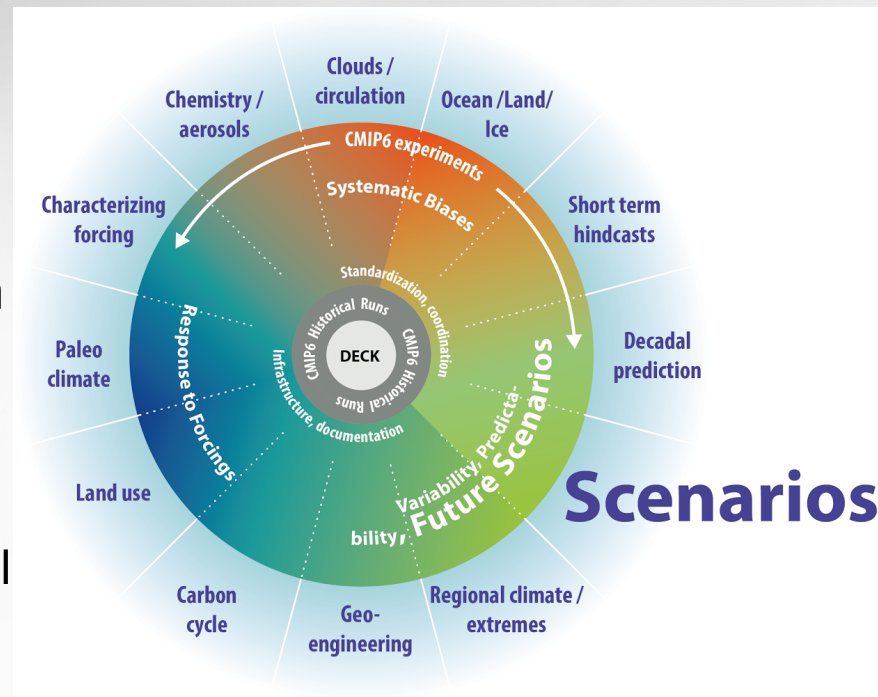 Clouds /
circulation
Chemistry /
aerosols
Ocean /Land/
Ice
CMIP6 experiments
Systematic Biases
Characterizing
forcing
Short term
hindcasts
Standardization, coordination
CMIP6 Historical Runs
CMIP6 Historical Runs
DECK
Infrastructure, documentation
Response to Forcings
Paleo
climate
Decadal
prediction
Variability, Predicta-
bility, Future Scenarios
Land use
Scenarios
Carbon
cycle
Geo-
engineering
Regional climate /
extremes